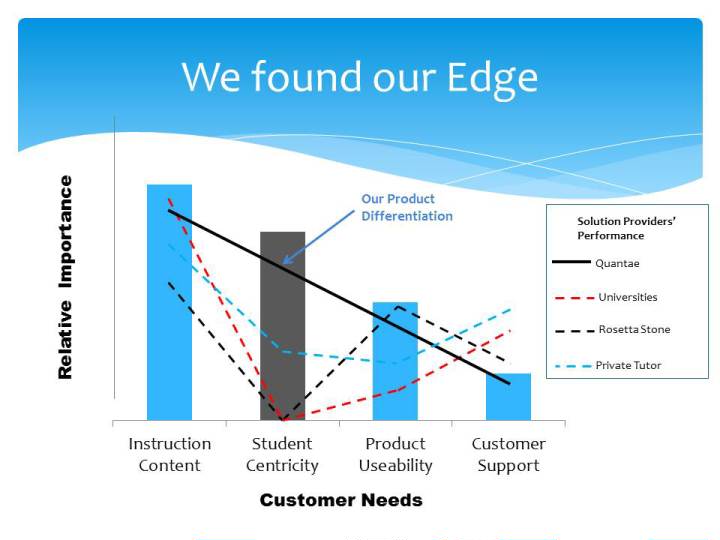 We found our Edge
Our Product
Differentiation
Relative Importance
Solution Providers'
Performance
Quantae
Universities
Rosetta Stone
Private Tutor
Instruction
Content
Student
Centricity
Product
Useability
Customer
Support
Customer Needs